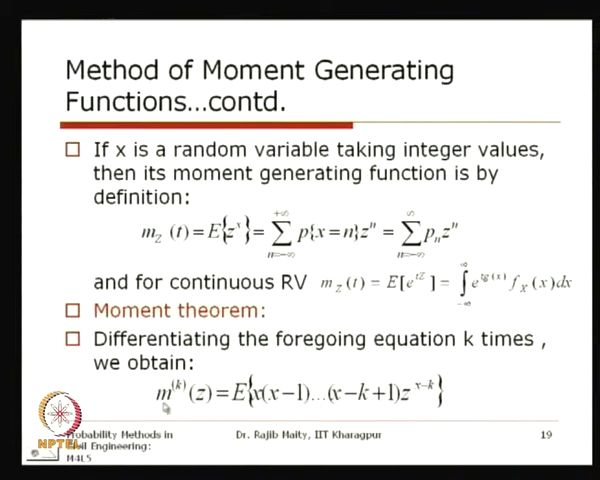 Method of Moment Generating
Functions...contd.
If x is a random variable taking integer values,
then its moment generating function is by
definition:
m_Z (t) = E{z^x} = ∑_{n=-∞}^{+∞} p{x = n}z^n = ∑_{n=-∞}^{∞} p_n z^n
and for continuous RV m_Z (t) = E[e^{tZ}] = ∫_{-∞}^{∞} e^{tg(x)} f_X (x)dx
Moment theorem:
Differentiating the foregoing equation k times ,
we obtain:
m^{(k)} (z) = E{x(x−1)...(x−k+1)z^{x−k}}
Probability Methods in
Civil Engineering:
M4L5
Dr. Rajib Maity, IIT Kharagpur
19
NPTEL